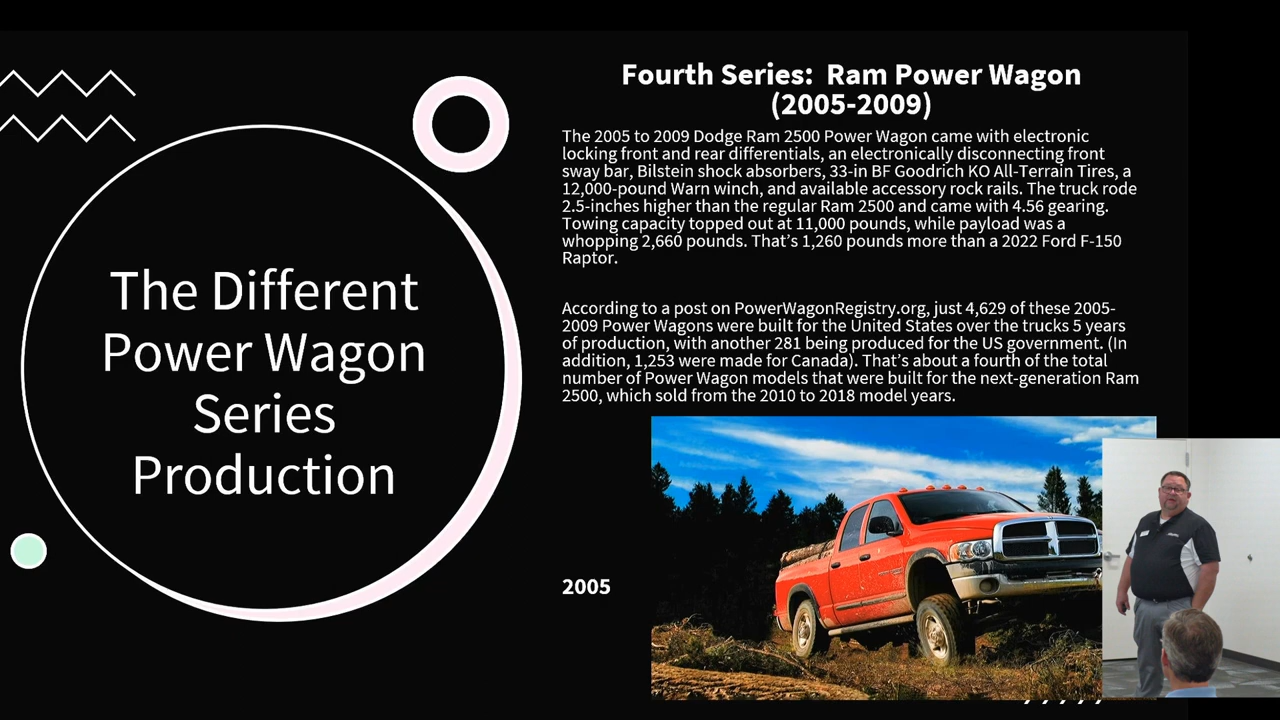 The Different
Power Wagon
Series
Production
Fourth Series:  Ram Power Wagon
(2005-2009)
The 2005 to 2009 Dodge Ram 2500 Power Wagon came with electronic
locking front and rear differentials, an electronically disconnecting front
sway bar, Bilstein shock absorbers, 33-in BF Goodrich KO All-Terrain Tires, a
12,000-pound Warn winch, and available accessory rock rails. The truck rode
2.5-inches higher than the regular Ram 2500 and came with 4.56 gearing.
Towing capacity topped out at 11,000 pounds, while payload was a
whopping 2,660 pounds. That’s 1,260 pounds more than a 2022 Ford F-150
Raptor.
According to a post on PowerWagonRegistry.org, just 4,629 of these 2005-
2009 Power Wagons were built for the United States over the trucks 5 years
of production, with another 281 being produced for the US government. (In
addition, 1,253 were made for Canada). That’s about a fourth of the total
number of Power Wagon models that were built for the next-generation Ram
2500, which sold from the 2010 to 2018 model years.
2005